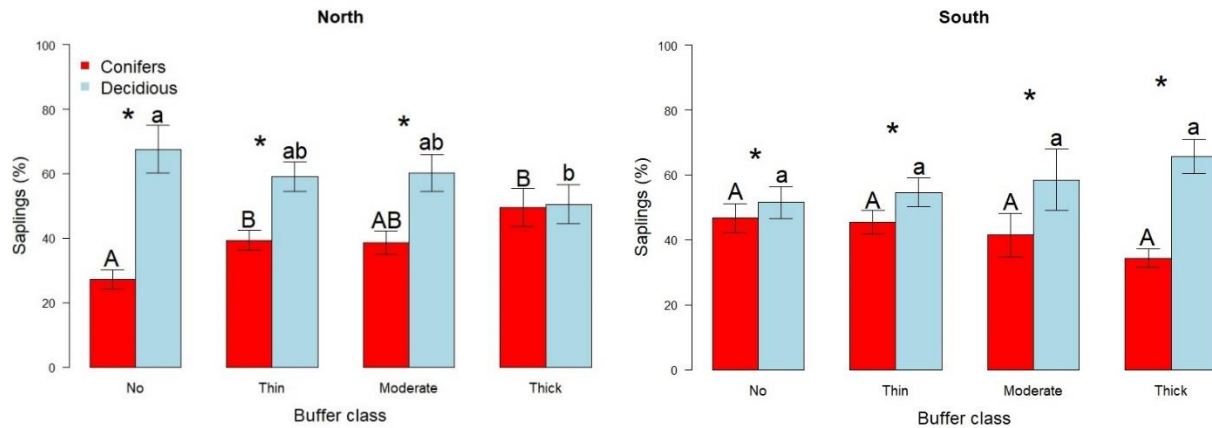 North
100
80
60
40
20
0
Saplings (%)
Conifers
Decidious
* a
* ab
* ab
A
B
AB
B
b
No Thin Moderate Thick
Buffer class
South
100
80
60
40
20
0
Saplings (%)
* a
* a
* a
* a
A
A
A
A
No Thin Moderate Thick
Buffer class